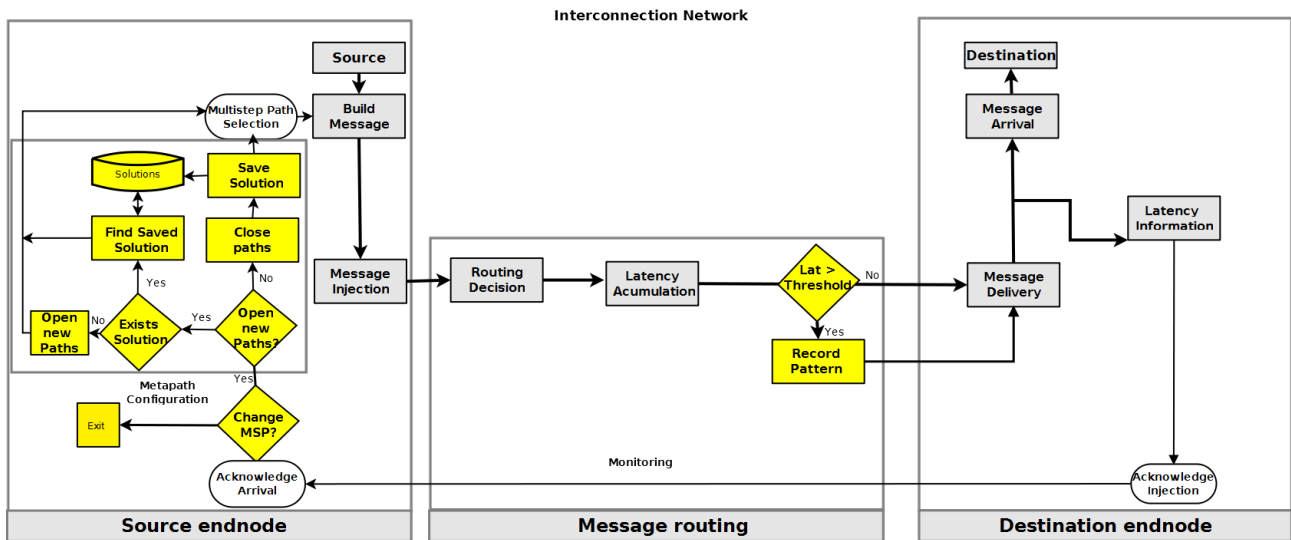 Interconnection Network
Source
Build
Message
Multistep Path
Selection
Solutions
Save
Solution
Find Saved
Solution
Close
paths
Yes
No
Open
new
Paths
No
Exists
Solution
Yes
Open
new
Paths?
Yes
Metapath
Configuration
Exit
Change
MSP?
Acknowledge
Arrival
Message
Injection
Source endnode
Routing
Decision
Latency
Acumulation
Lat >
Threshold
No
Yes
Record
Pattern
Monitoring
Message routing
Destination
Message
Arrival
Latency
Information
Message
Delivery
Acknowledge
Injection
Destination endnode